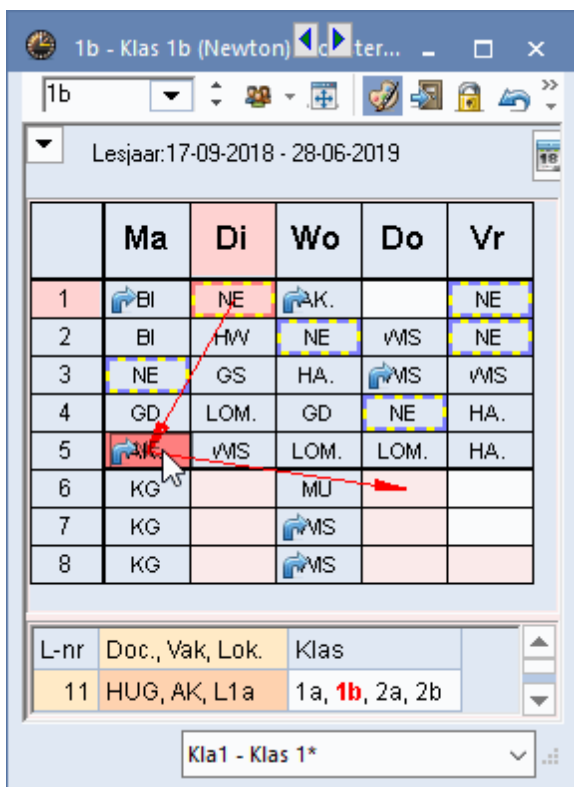 1b - Klas 1b (Newton) ter...
1b
Lesjaar:17-09-2018 - 28-06-2019
18
Ma Di Wo Do Vr
1 BI NE AK. NE
2 BI HW NE WIS NE
3 NE GS HA. WIS WIS
4 GD LOM. GD NE HA.
5 AK. WIS LOM. LOM. HA.
6 KG MU
7 KG WIS
8 KG WIS
L-nr Doc., Vak, Lok. Klas
11 HUG, AK, L1a 1a, 1b, 2a, 2b
Kla1 - Klas 1*